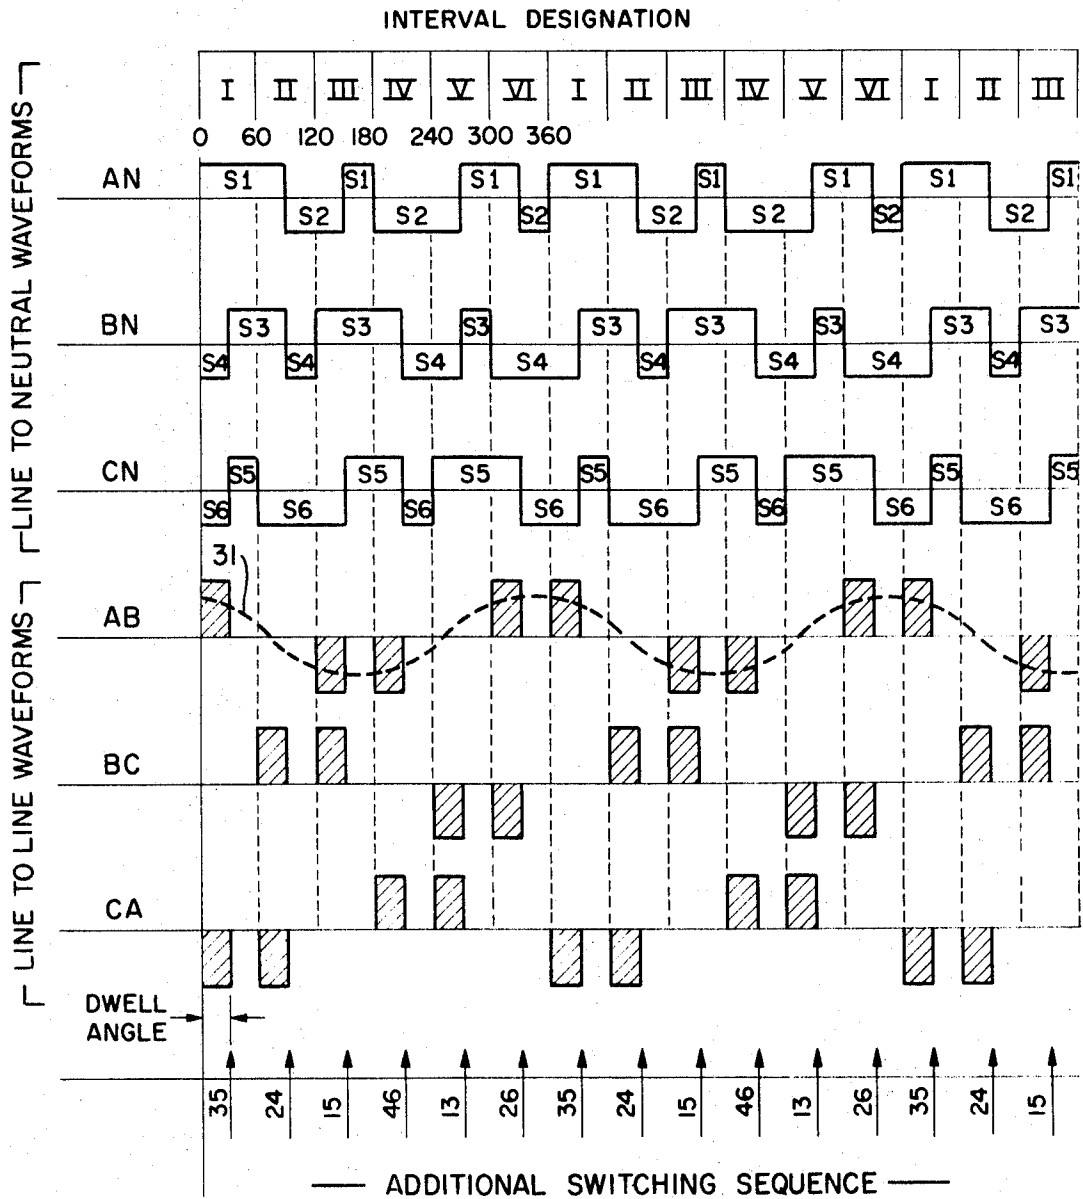 INTERVAL DESIGNATION
I II III IV V VI I II III IV V VI I II III
0 60 120 180 240 300 360
LINE TO NEUTRAL WAVEFORMS
AN
S1 S1 S1 S1 S1 S1 S1 S1
S2 S2 S2 S2 S2 S2 S2
BN
S3 S3 S3 S3 S3 S3 S3 S3
S4 S4 S4 S4 S4 S4 S4 S4
CN
S5 S5 S5 S5 S5 S5 S5 S5
S6 S6 S6 S6 S6 S6 S6 S6
LINE TO LINE WAVEFORMS
31
AB
BC
CA
DWELL
ANGLE
35 24 15 46 13 26 35 24 15 46 13 26 35 24 15
ADDITIONAL SWITCHING SEQUENCE